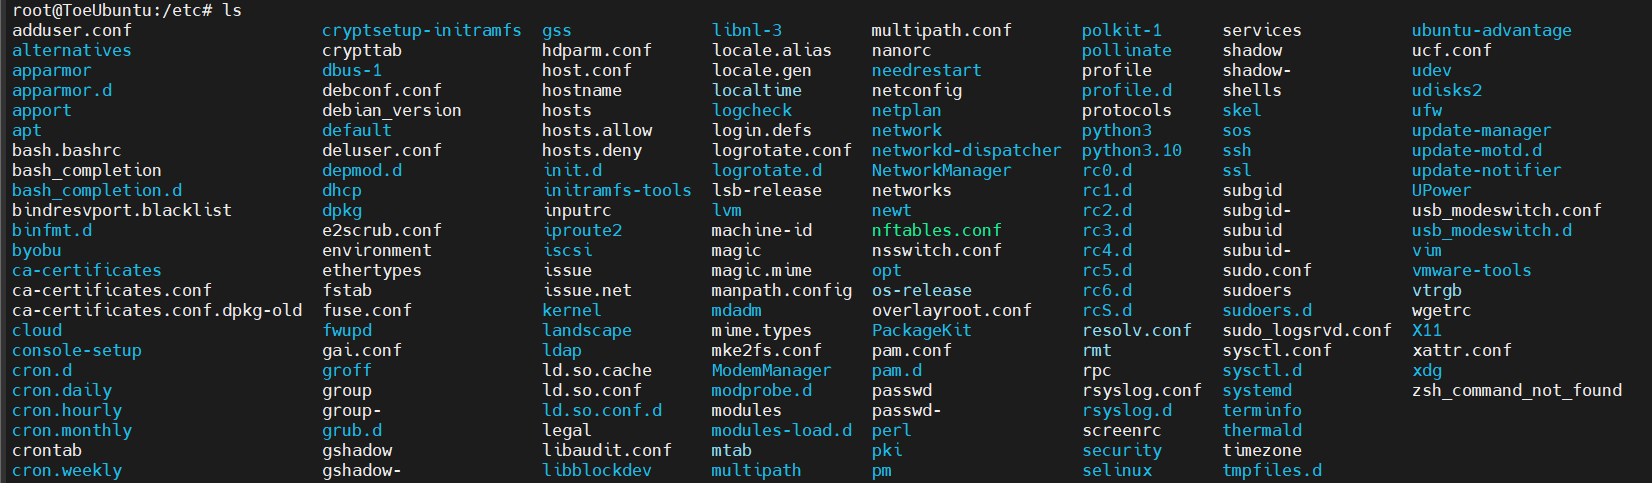 root@ToeUbuntu:/etc# ls
adduser.conf cryptsetup-initramfs gss libnl-3 multipath.conf polkit-1 services ubuntu-advantage
alternatives crypttab hdparm.conf locale.alias nanorc pollinate shadow ucf.conf
apparmor dbus-1 host.conf locale.gen needrestart profile shadow- udev
apparmor.d debconf.conf hostname localtime netconfig profile.d shells udisks2
apport debian_version hosts logcheck netplan protocols skel ufw
apt default hosts.allow login.defs network python3 sos update-manager
bash.bashrc deluser.conf hosts.deny logrotate.conf networkd-dispatcher python3.10 ssh update-motd.d
bash_completion depmod.d init.d logrotate.d NetworkManager rc0.d ssl update-notifier
bash_completion.d dhcp initramfs-tools lsb-release networks rc1.d subgid UPower
bindresvport.blacklist dpkg inputrc lvm newt rc2.d subgid- usb_modeswitch.conf
binfmt.d e2scrub.conf iproute2 machine-id nftables.conf rc3.d subuid usb_modeswitch.d
byobu environment iscsi magic nsswitch.conf rc4.d subuid- vim
ca-certificates ethertypes issue magic.mime opt rc5.d sudo.conf vmware-tools
ca-certificates.conf fstab issue.net manpath.config os-release rc6.d sudoers vtrgb
ca-certificates.conf.dpkg-old fuse.conf kernel mdadm overlayroot.conf rcS.d sudoers.d wgetrc
cloud fwupd landscape mime.types PackageKit resolv.conf sudo_logsrvd.conf X11
console-setup gai.conf ldap mke2fs.conf pam.conf rmt sysctl.conf xattr.conf
cron.d groff ld.so.cache ModemManager pam.d rpc sysctl.d xdg
cron.daily group ld.so.conf modprobe.d passwd rsyslog.conf systemd zsh_command_not_found
cron.hourly group- ld.so.conf.d modules passwd- rsyslog.d terminfo
cron.monthly grub.d legal modules-load.d perl screenrc thermald
crontab gshadow libaudit.conf mtab pki security timezone
cron.weekly gshadow- libblockdev multipath pm selinux tmpfiles.d